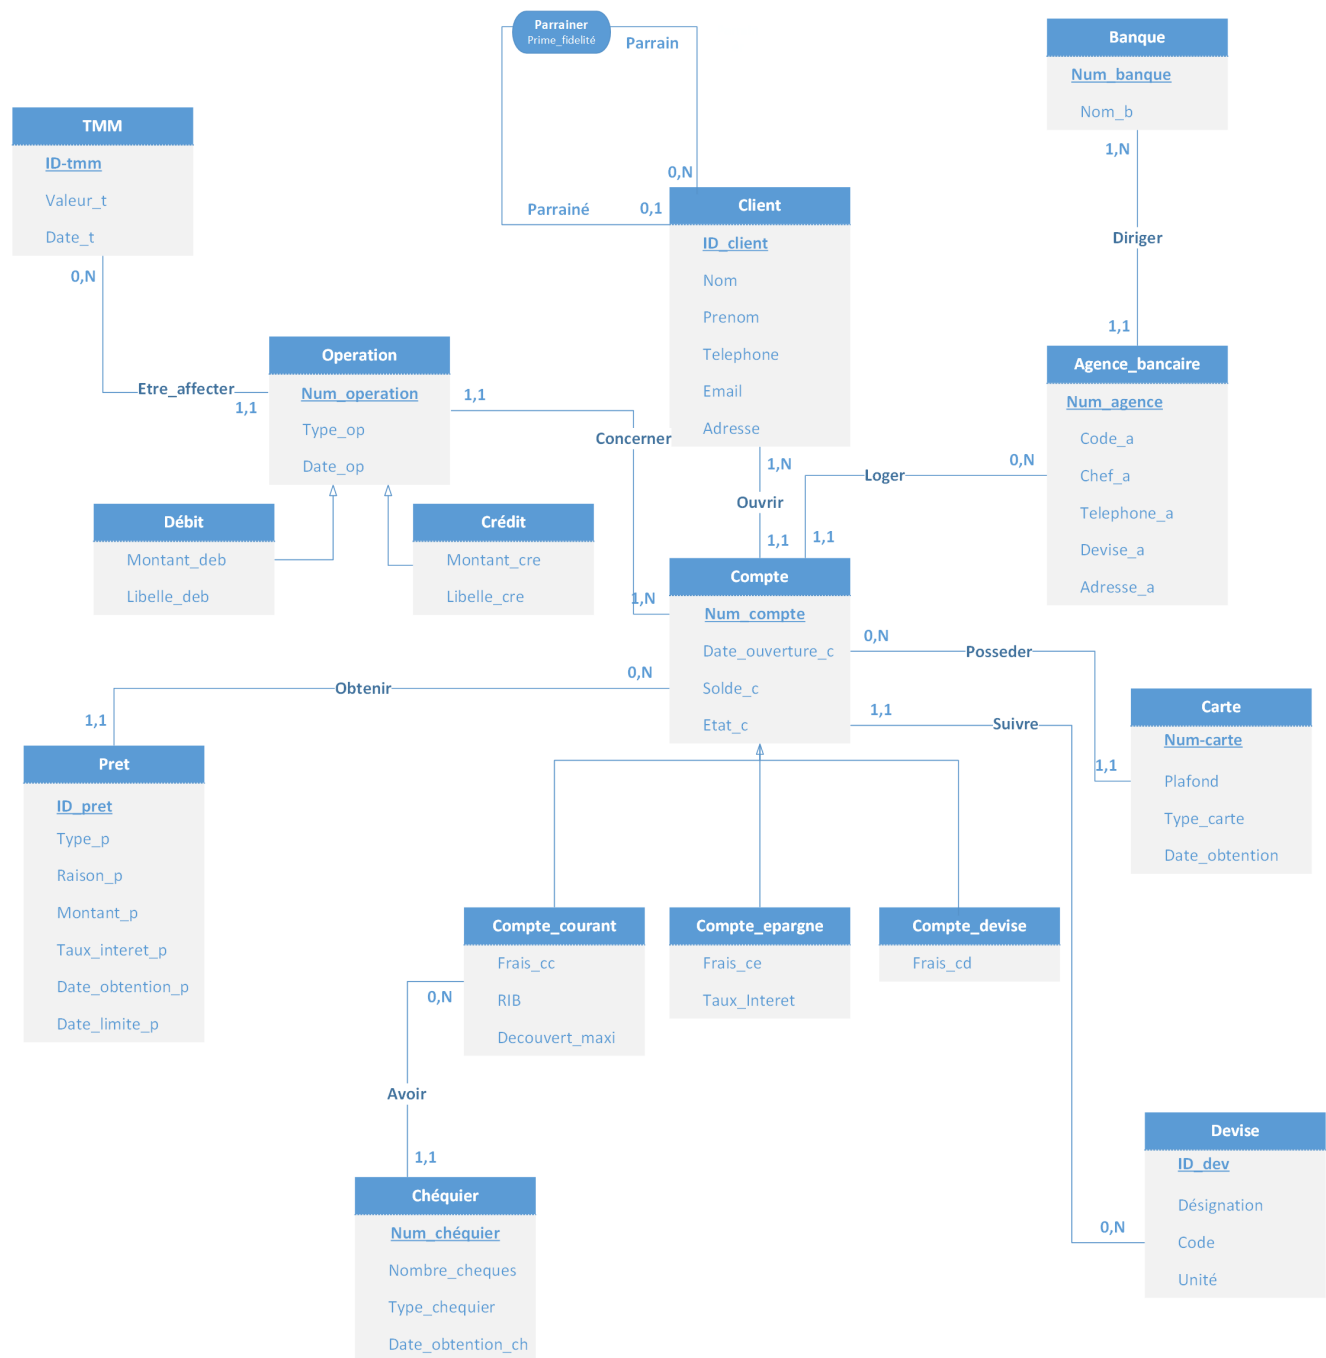 Parrainer
Prime_fidelité
Parrain
Banque
Num_banque
Nom_b
1,N
TMM
ID-tmm
Valeur_t
Date_t
0,N
0,N
Parrainé
0,1
Client
ID_client
Nom
Prenom
Telephone
Email
Adresse
Diriger
1,1
Agence_bancaire
Num_agence
Code_a
Chef_a
Telephone_a
Devise_a
Adresse_a
Operation
Num_operation
Type_op
Date_op
Etre_affecter
1,1
1,1
Concerner
1,N
Ouvrir
1,1
Loger
0,N
1,1
Débit
Montant_deb
Libelle_deb
Crédit
Montant_cre
Libelle_cre
1,N
Compte
Num_compte
Date_ouverture_c
Solde_c
Etat_c
0,N
Posseder
0,N
Obtenir
1,1
1,1
Suivre
Carte
Num-carte
Plafond
Type_carte
Date_obtention
1,1
Pret
ID_pret
Type_p
Raison_p
Montant_p
Taux_interet_p
Date_obtention_p
Date_limite_p
Compte_courant
Frais_cc
RIB
Decouvert_maxi
Compte_epargne
Frais_ce
Taux_Interet
Compte_devise
Frais_cd
0,N
Avoir
1,1
Chéquier
Num_chéquier
Nombre_cheques
Type_chequier
Date_obtention_ch
Devise
ID_dev
Désignation
Code
Unité
0,N